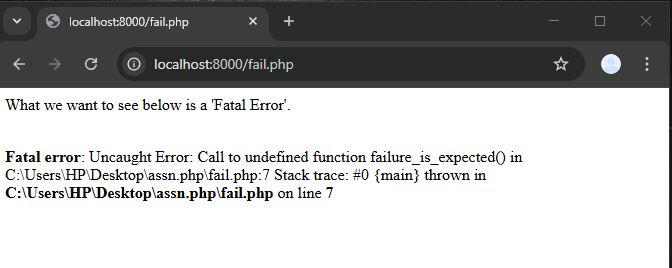 localhost:8000/fail.php
localhost:8000/fail.php
What we want to see below is a 'Fatal Error'.
Fatal error: Uncaught Error: Call to undefined function failure_is_expected() in
C:\Users\HP\Desktop\assn.php\fail.php:7 Stack trace: #0 {main} thrown in
C:\Users\HP\Desktop\assn.php\fail.php on line 7